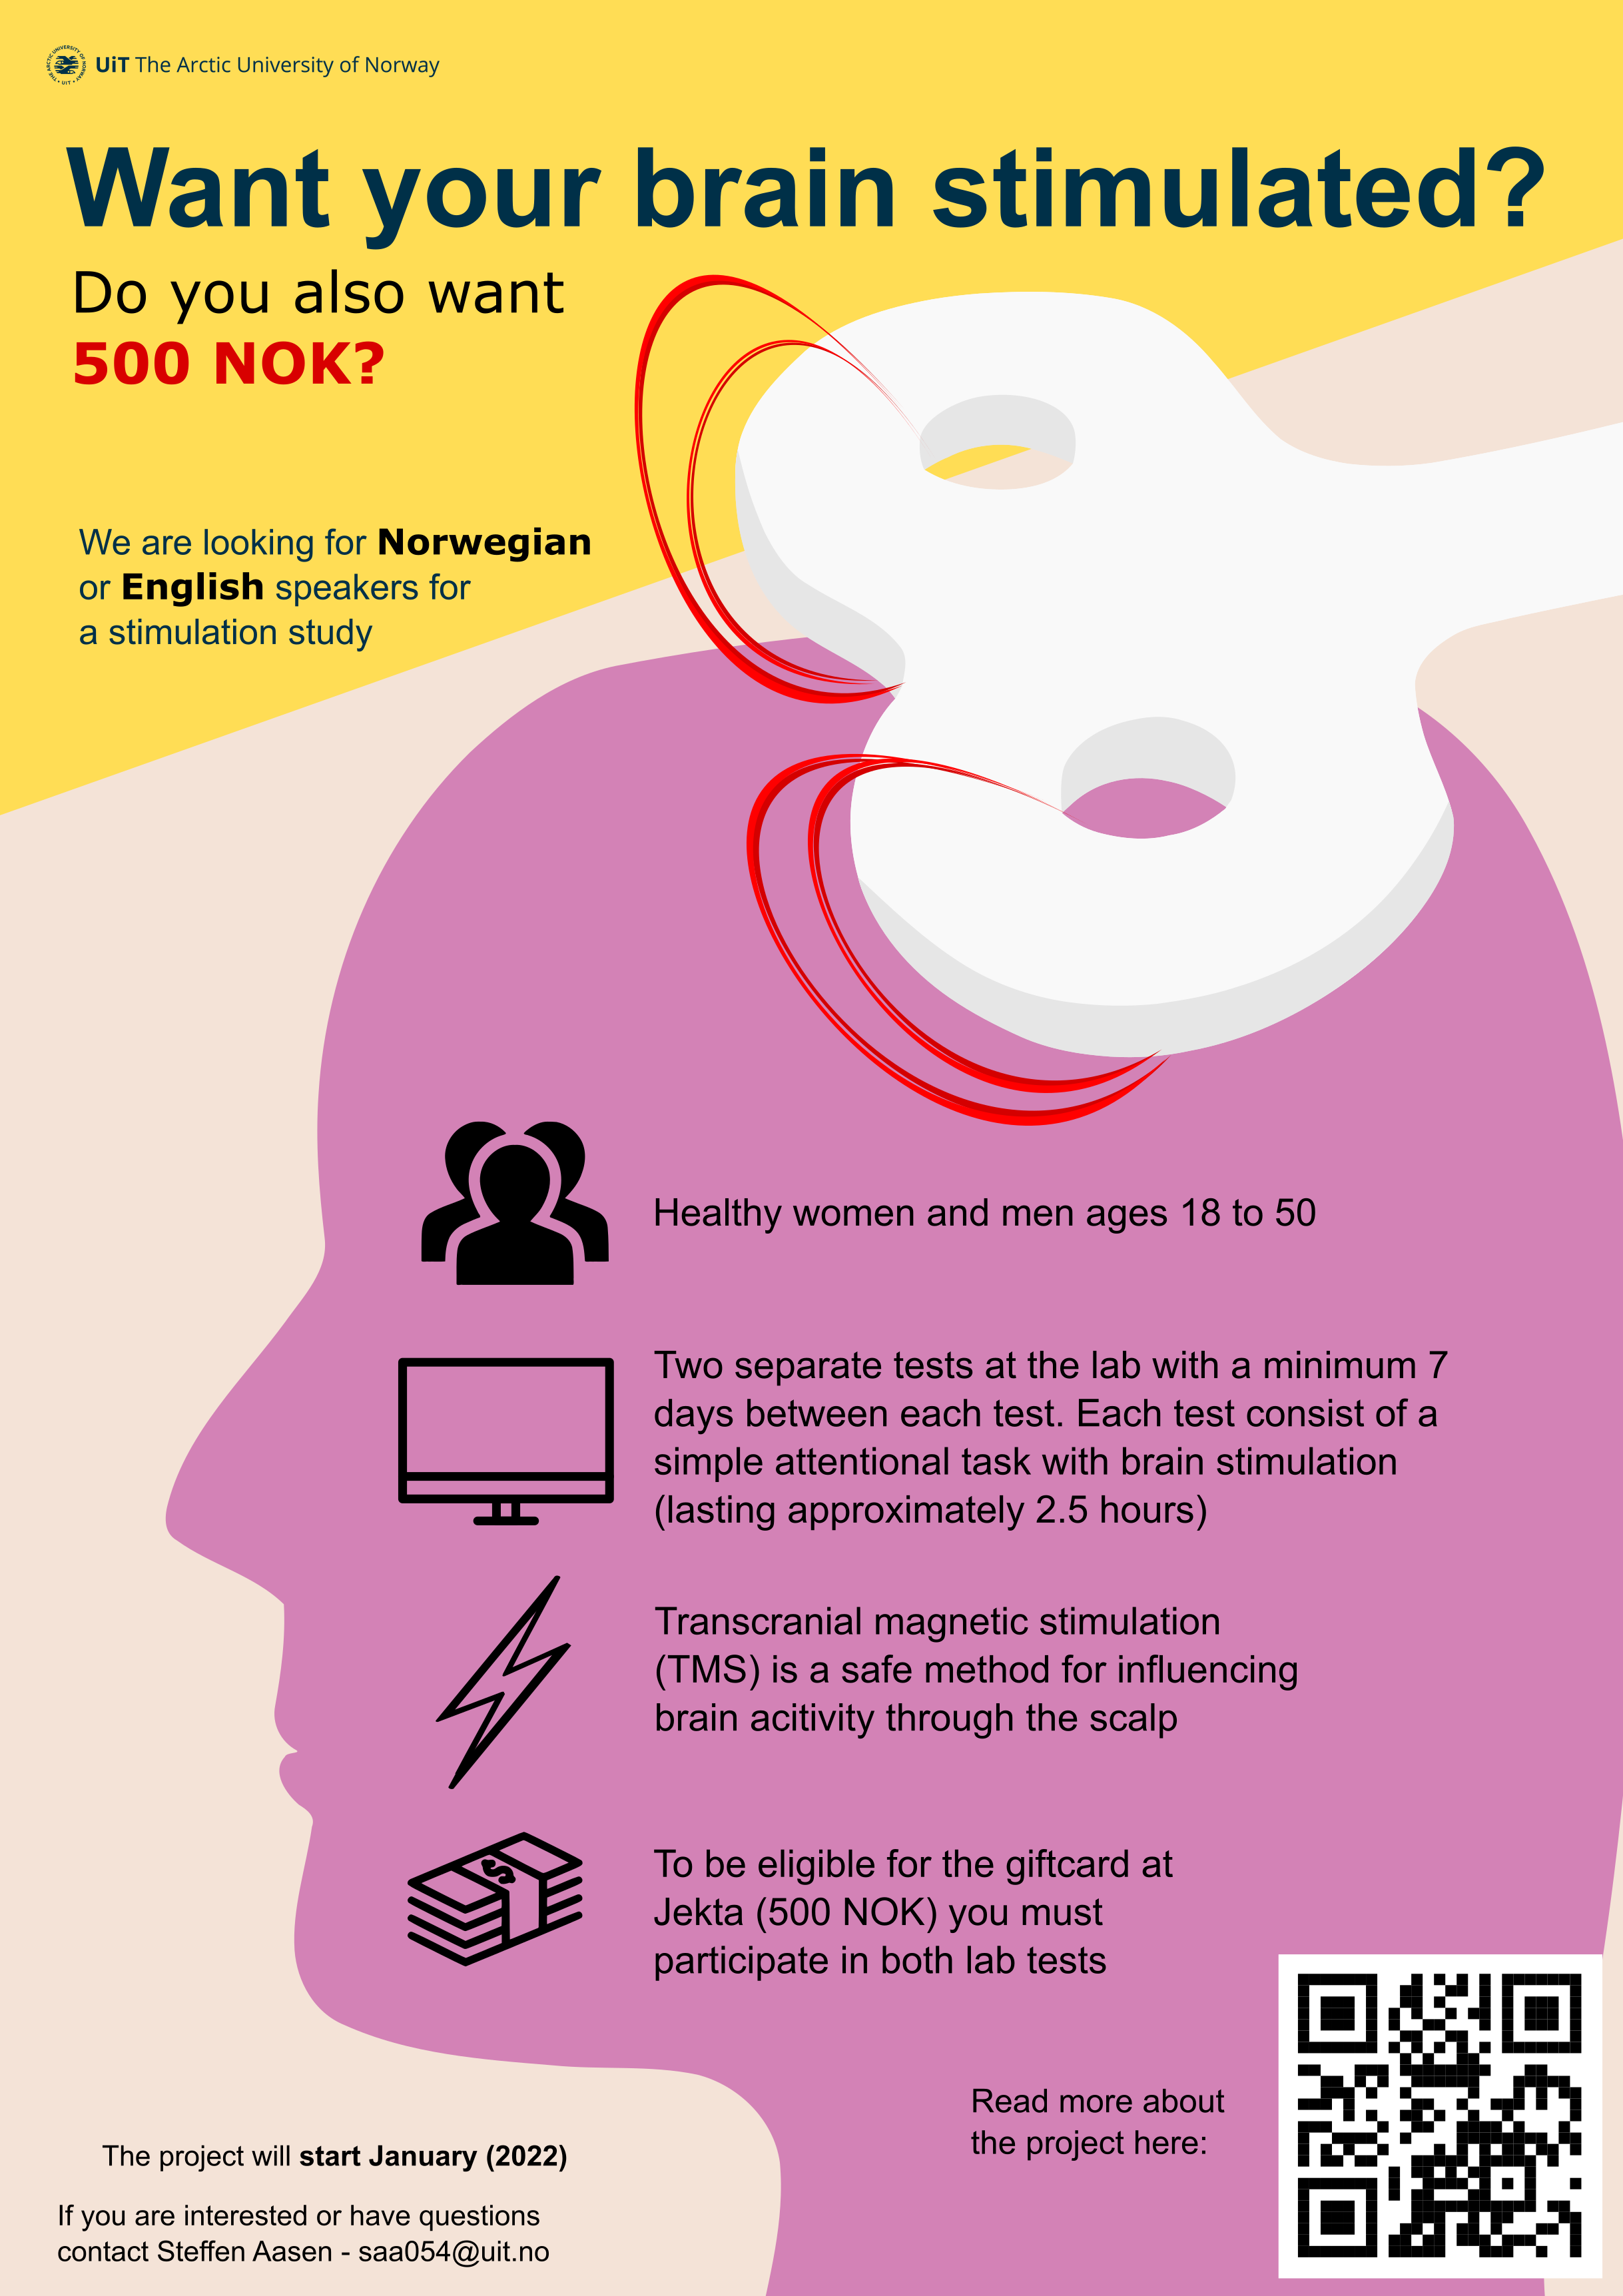 UiT The Arctic University of Norway
Want your brain stimulated?
Do you also want
500 NOK?
We are looking for Norwegian
or English speakers for
a stimulation study
Healthy women and men ages 18 to 50
Two separate tests at the lab with a minimum 7
days between each test. Each test consist of a
simple attentional task with brain stimulation
(lasting approximately 2.5 hours)
Transcranial magnetic stimulation
(TMS) is a safe method for influencing
brain acitivity through the scalp
$
To be eligible for the giftcard at
Jekta (500 NOK) you must
participate in both lab tests
Read more about
the project here:
The project will start January (2022)
If you are interested or have questions
contact Steffen Aasen - saa054@uit.no